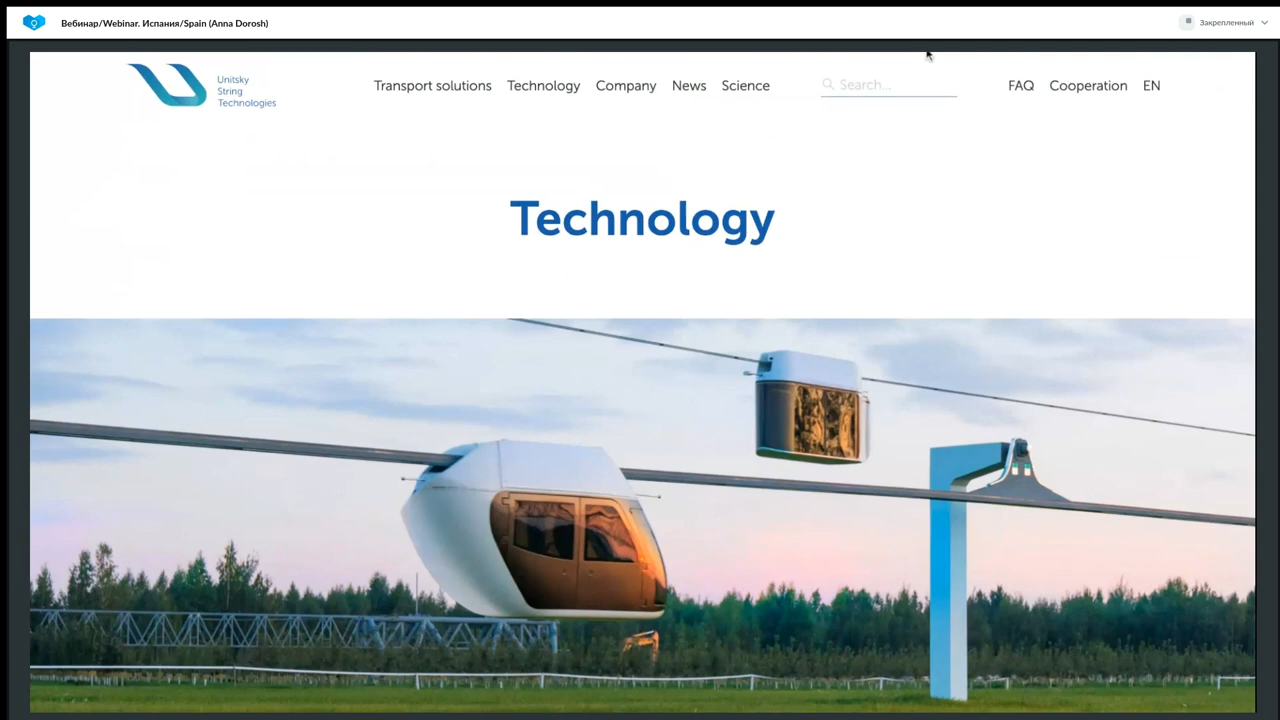 Вебинар/Webinar. Испания/Spain (Anna Dorosh)
Закрепленный
Unitsky
String
Technologies
Transport solutions Technology Company News Science Search... FAQ Cooperation EN
Technology